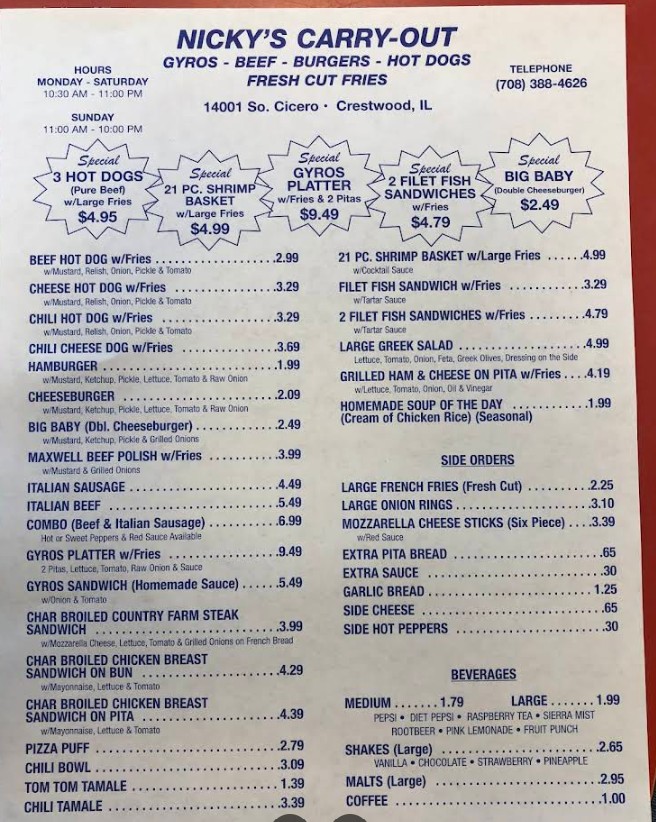 NICKY'S CARRY-OUT
GYROS - BEEF - BURGERS - HOT DOGS
FRESH CUT FRIES
14001 So. Cicero • Crestwood, IL
HOURS
MONDAY - SATURDAY
10:30 AM - 11:00 PM
SUNDAY
11:00 AM - 10:00 PM
TELEPHONE
(708) 388-4626
Special
3 HOT DOGS
(Pure Beef)
w/Large Fries
$4.95
Special
21 PC. SHRIMP
BASKET
w/Large Fries
$4.99
Special
GYROS
PLATTER
w/Fries & 2 Pitas
$9.49
Special
2 FILET FISH
SANDWICHES
w/Fries
$4.79
Special
BIG BABY
(Double Cheeseburger)
$2.49
BEEF HOT DOG w/Fries ....................2.99
w/Mustard, Relish, Onion, Pickle & Tomato
CHEESE HOT DOG w/Fries ..................3.29
w/Mustard, Relish, Onion, Pickle & Tomato
CHILI HOT DOG w/Fries ....................3.29
w/Mustard, Relish, Onion, Pickle & Tomato
CHILI CHEESE DOG w/Fries ................3.69
HAMBURGER .............................1.99
w/Mustard, Ketchup, Pickle, Lettuce, Tomato & Raw Onion
CHEESEBURGER ..........................2.09
w/Mustard, Ketchup, Pickle, Lettuce, Tomato & Raw Onion
BIG BABY (Dbl. Cheeseburger) ..............2.49
w/Mustard, Ketchup, Pickle & Grilled Onions
MAXWELL BEEF POLISH w/Fries .............3.99
w/Mustard & Grilled Onions
ITALIAN SAUSAGE .........................4.49
ITALIAN BEEF .............................5.49
COMBO (Beef & Italian Sausage) ............6.99
Hot or Sweet Peppers & Red Sauce Available
GYROS PLATTER w/Fries ...................9.49
2 Pitas, Lettuce, Tomato, Raw Onion & Sauce
GYROS SANDWICH (Homemade Sauce) ......5.49
w/Onion & Tomato
CHAR BROILED COUNTRY FARM STEAK
SANDWICH ..............................3.99
w/Mozzarella Cheese, Lettuce, Tomato & Grilled Onions on French Bread
CHAR BROILED CHICKEN BREAST
SANDWICH ON BUN ........................4.29
w/Mayonnaise, Lettuce & Tomato
CHAR BROILED CHICKEN BREAST
SANDWICH ON PITA .......................4.39
w/Mayonnaise, Lettuce & Tomato
PIZZA PUFF ..............................2.79
CHILI BOWL ..............................3.09
TOM TOM TAMALE ........................1.39
CHILI TAMALE ............................3.39
21 PC. SHRIMP BASKET w/Large Fries ......4.99
w/Cocktail Sauce
FILET FISH SANDWICH w/Fries .............3.29
w/Tartar Sauce
2 FILET FISH SANDWICHES w/Fries .........4.79
w/Tartar Sauce
LARGE GREEK SALAD .....................4.99
Lettuce, Tomato, Onion, Feta, Greek Olives, Dressing on the Side
GRILLED HAM & CHEESE ON PITA w/Fries ....4.19
w/Lettuce, Tomato, Onion, Oil & Vinegar
HOMEMADE SOUP OF THE DAY ............1.99
(Cream of Chicken Rice) (Seasonal)
SIDE ORDERS
LARGE FRENCH FRIES (Fresh Cut) ..........2.25
LARGE ONION RINGS .....................3.10
MOZZARELLA CHEESE STICKS (Six Piece) ....3.39
w/Red Sauce
EXTRA PITA BREAD .......................65
EXTRA SAUCE ...........................30
GARLIC BREAD .........................1.25
SIDE CHEESE ............................65
SIDE HOT PEPPERS .......................30
BEVERAGES
MEDIUM .......1.79 LARGE .......1.99
PEPSI • DIET PEPSI • RASPBERRY TEA • SIERRA MIST
ROOTBEER • PINK LEMONADE • FRUIT PUNCH
SHAKES (Large) .........................2.65
VANILLA • CHOCOLATE • STRAWBERRY • PINEAPPLE
MALTS (Large) ..........................2.95
COFFEE ................................1.00